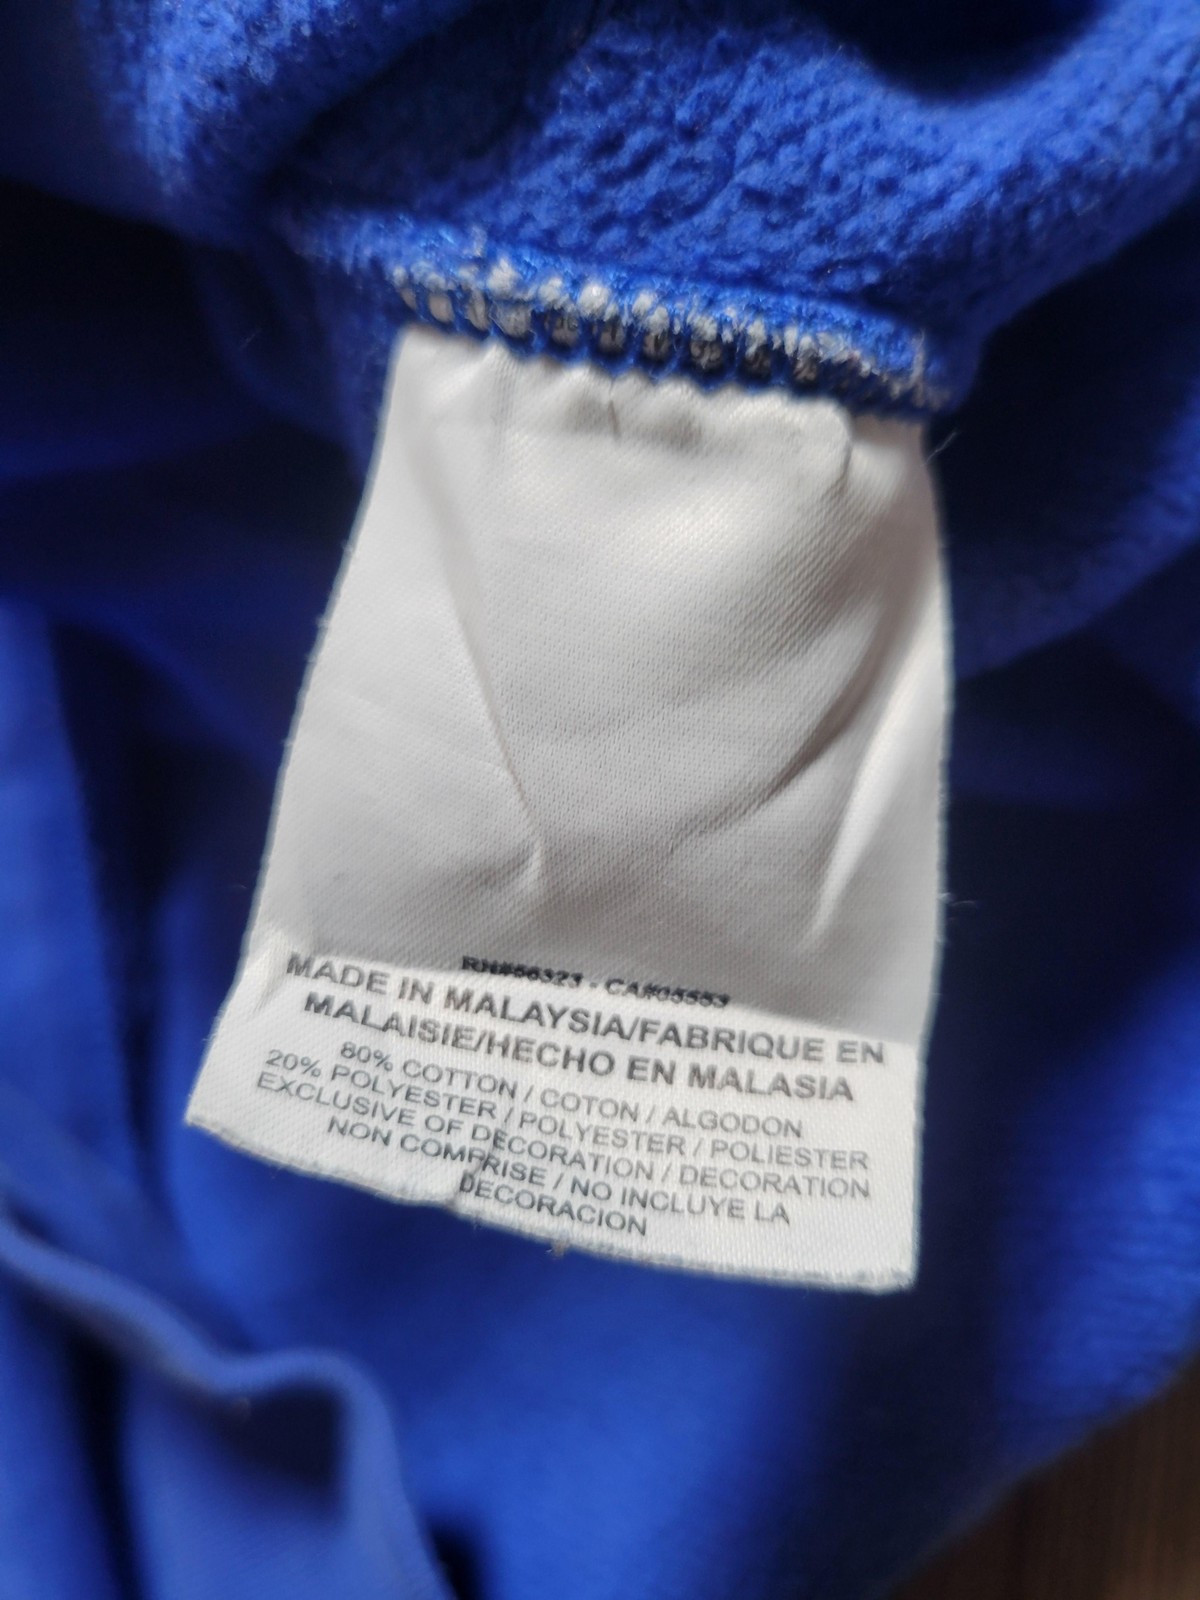 RN#56323 - CA#05553
MADE IN MALAYSIA/FABRIQUE EN
MALAISIE/HECHO EN MALASIA
80% COTTON / COTON / ALGODON
20% POLYESTER / POLYESTER / POLIESTER
EXCLUSIVE OF DECORATION / DECORATION
NON COMPRISE / NO INCLUYE LA
DECORACION